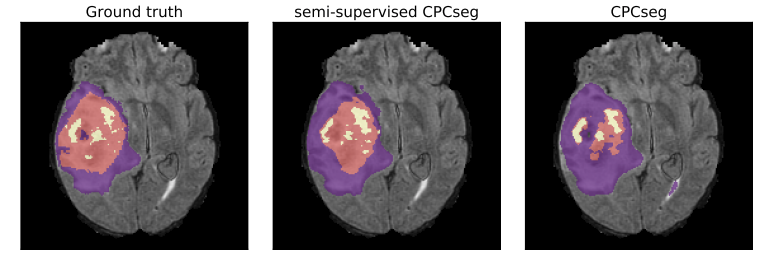 Ground truth
semi-supervised CPCseg
CPCseg